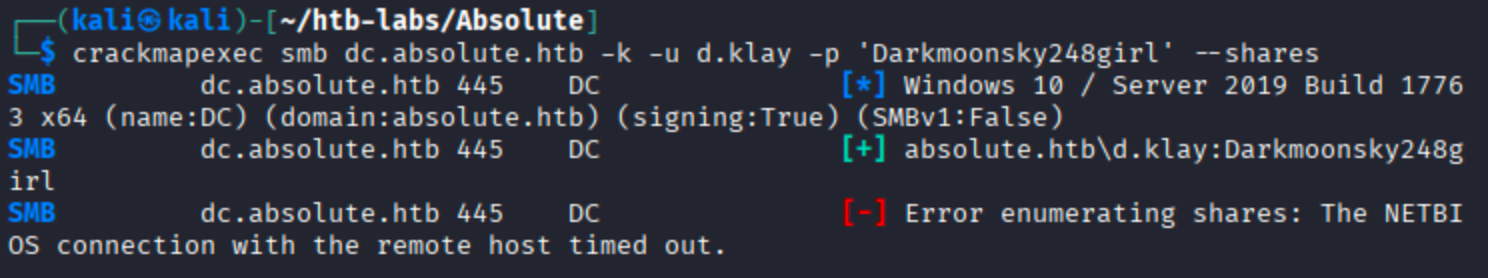 ┌──(kali㉿kali)-[~/htb-labs/Absolute]
└─$ crackmapexec smb dc.absolute.htb -k -u d.klay -p 'Darkmoonsky248girl' --shares
SMB         dc.absolute.htb 445    DC               [*] Windows 10 / Server 2019 Build 1776
3 x64 (name:DC) (domain:absolute.htb) (signing:True) (SMBv1:False)
SMB         dc.absolute.htb 445    DC               [+] absolute.htb\d.klay:Darkmoonsky248g
irl
SMB         dc.absolute.htb 445    DC               [-] Error enumerating shares: The NETBI
OS connection with the remote host timed out.